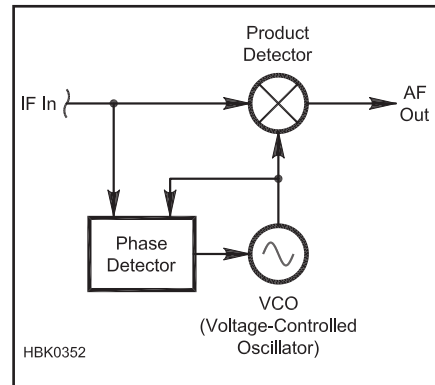 Product
Detector
IF In
AF
Out
Phase
Detector
VCO
(Voltage-Controlled
Oscillator)
HBK0352